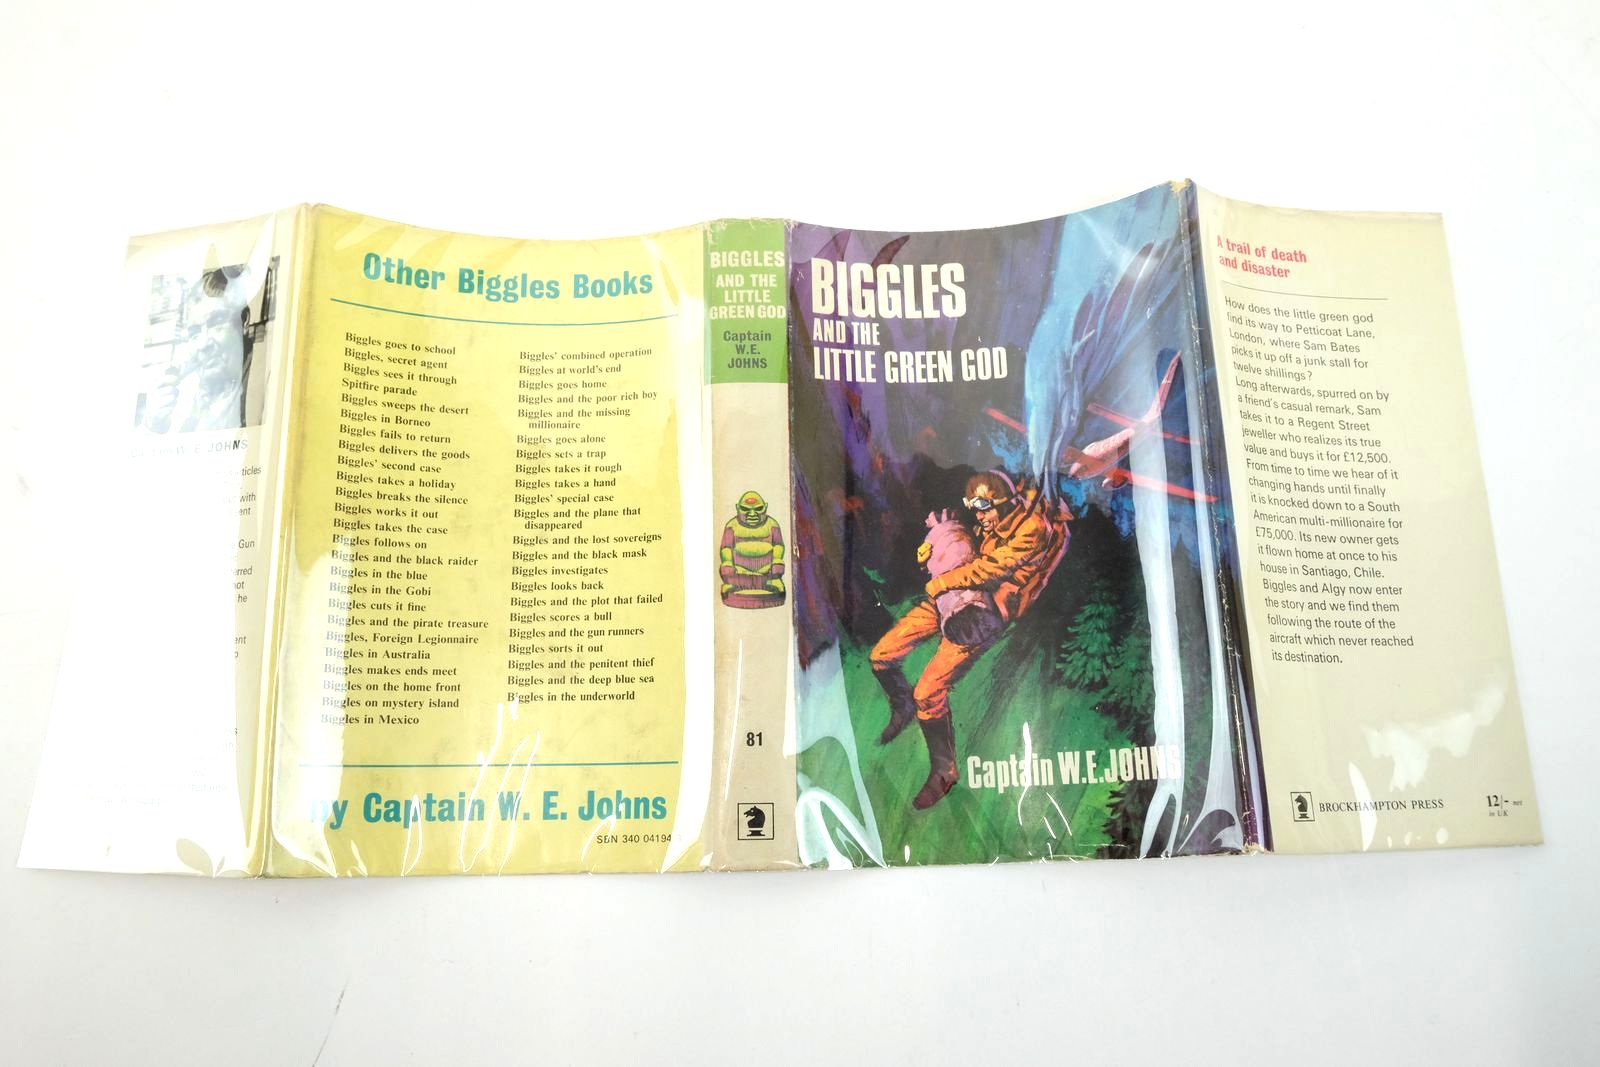 CAPTAIN W E JOHNS
articles
with
ent
Gun
erred
not
he
ent
Other Biggles Books
Biggles goes to school
Biggles, secret agent
Biggles sees it through
Spitfire parade
Biggles sweeps the desert
Biggles in Borneo
Biggles fails to return
Biggles delivers the goods
Biggles' second case
Biggles takes a holiday
Biggles breaks the silence
Biggles works it out
Biggles takes the case
Biggles follows on
Biggles and the black raider
Biggles in the blue
Biggles in the Gobi
Biggles cuts it fine
Biggles and the pirate treasure
Biggles, Foreign Legionnaire
Biggles in Australia
Biggles makes ends meet
Biggles on the home front
Biggles on mystery island
Biggles in Mexico
Biggles' combined operation
Biggles at world's end
Biggles goes home
Biggles and the poor rich boy
Biggles and the missing
millionaire
Biggles goes alone
Biggles sets a trap
Biggles takes it rough
Biggles takes a hand
Biggles' special case
Biggles and the plane that
disappeared
Biggles and the lost sovereigns
Biggles and the black mask
Biggles investigates
Biggles looks back
Biggles and the plot that failed
Biggles scores a bull
Biggles and the gun runners
Biggles sorts it out
Biggles and the penitent thief
Biggles and the deep blue sea
Biggles in the underworld
by Captain W. E. Johns
SBN 340 04194
BIGGLES
AND THE
LITTLE
GREEN GOD
Captain
W.E.
JOHNS
81
BIGGLES
AND THE
LITTLE GREEN GOD
Captain W.E.JOHNS
A trail of death
and disaster
How does the little green god
find its way to Petticoat Lane,
London, where Sam Bates
picks it up off a junk stall for
twelve shillings?
Long afterwards, spurred on by
a friend's casual remark, Sam
takes it to a Regent Street
jeweller who realizes its true
value and buys it for £12,500.
From time to time we hear of it
changing hands until finally
it is knocked down to a South
American multi-millionaire for
£75,000. Its new owner gets
it flown home at once to his
house in Santiago, Chile.
Biggles and Algy now enter
the story and we find them
following the route of the
aircraft which never reached
its destination.
BROCKHAMPTON PRESS
12/- net
in UK